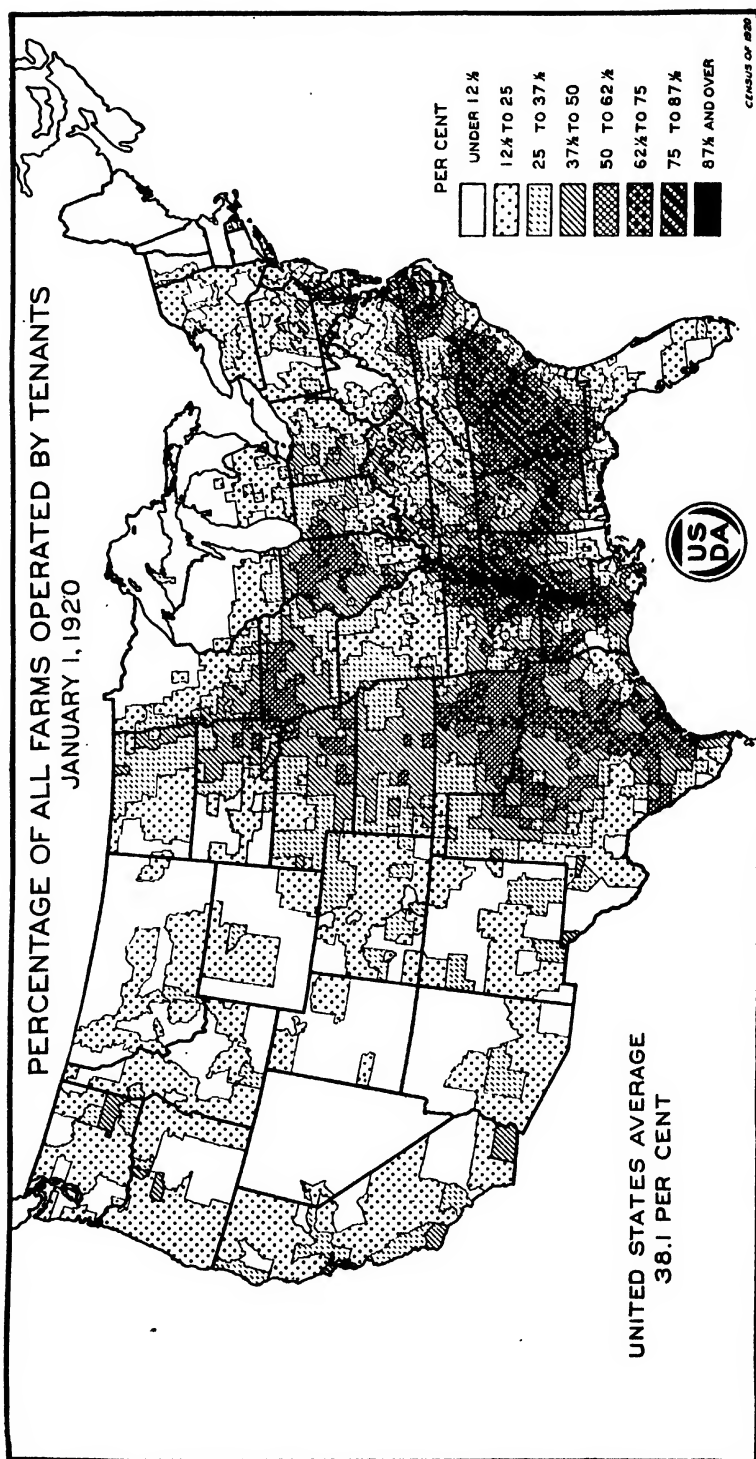 PERCENTAGE OF ALL FARMS OPERATED BY TENANTS
JANUARY 1, 1920
PER CENT
UNDER 12½
12½ TO 25
25 TO 37½
37½ TO 50
50 TO 62½
62½ TO 75
75 TO 87½
87½ AND OVER
US
DA
UNITED STATES AVERAGE
38.1 PER CENT
CENSUS OF 1920